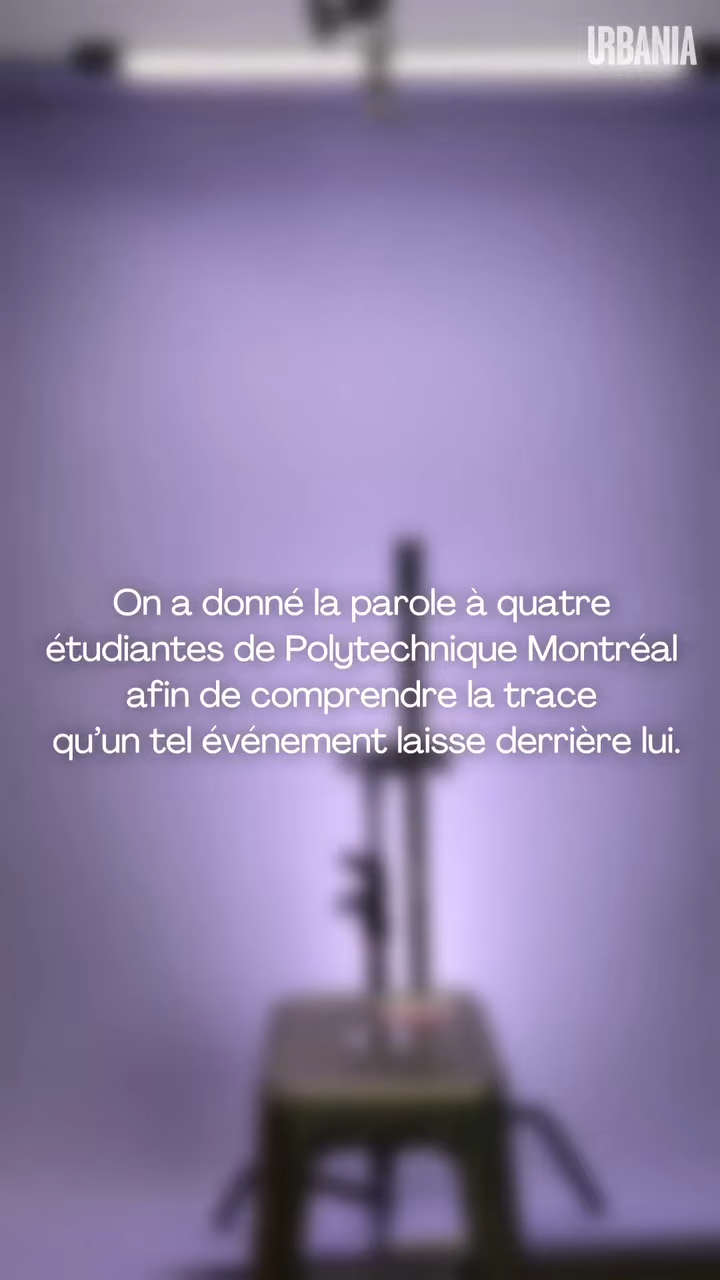 URBANIA
On a donné la parole à quatre
étudiantes de Polytechnique Montréal
afin de comprendre la trace
qu’un tel événement laisse derrière lui.